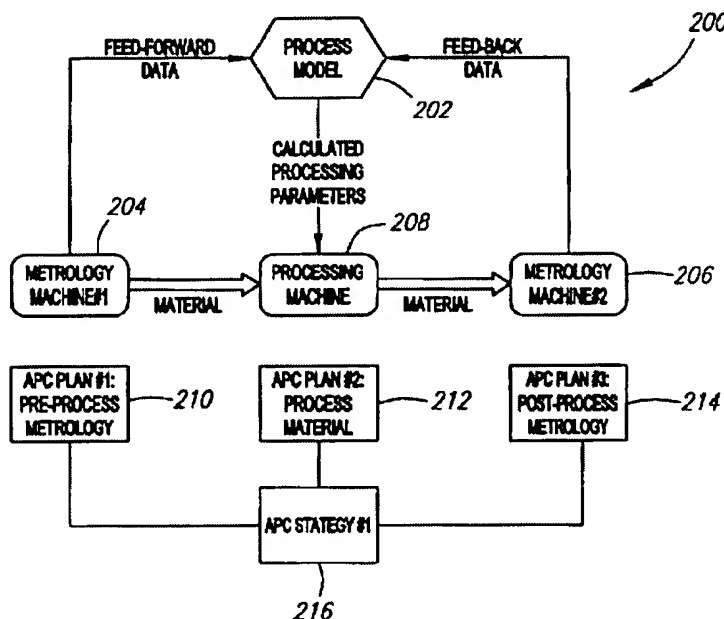 200
FEED-FORWARD
DATA
PROCESS
MODEL
FEED-BACK
DATA
202
CALCULATED
PROCESSING
PARAMETERS
204
208
METROLOGY
MACHINE#1
MATERIAL
PROCESSING
MACHINE
MATERIAL
METROLOGY
MACHINE#2
206
APC PLAN #1:
PRE-PROCESS
METROLOGY
210
APC PLAN #2:
PROCESS
MATERIAL
212
APC PLAN #3:
POST-PROCESS
METROLOGY
214
APC STATEGY #1
216